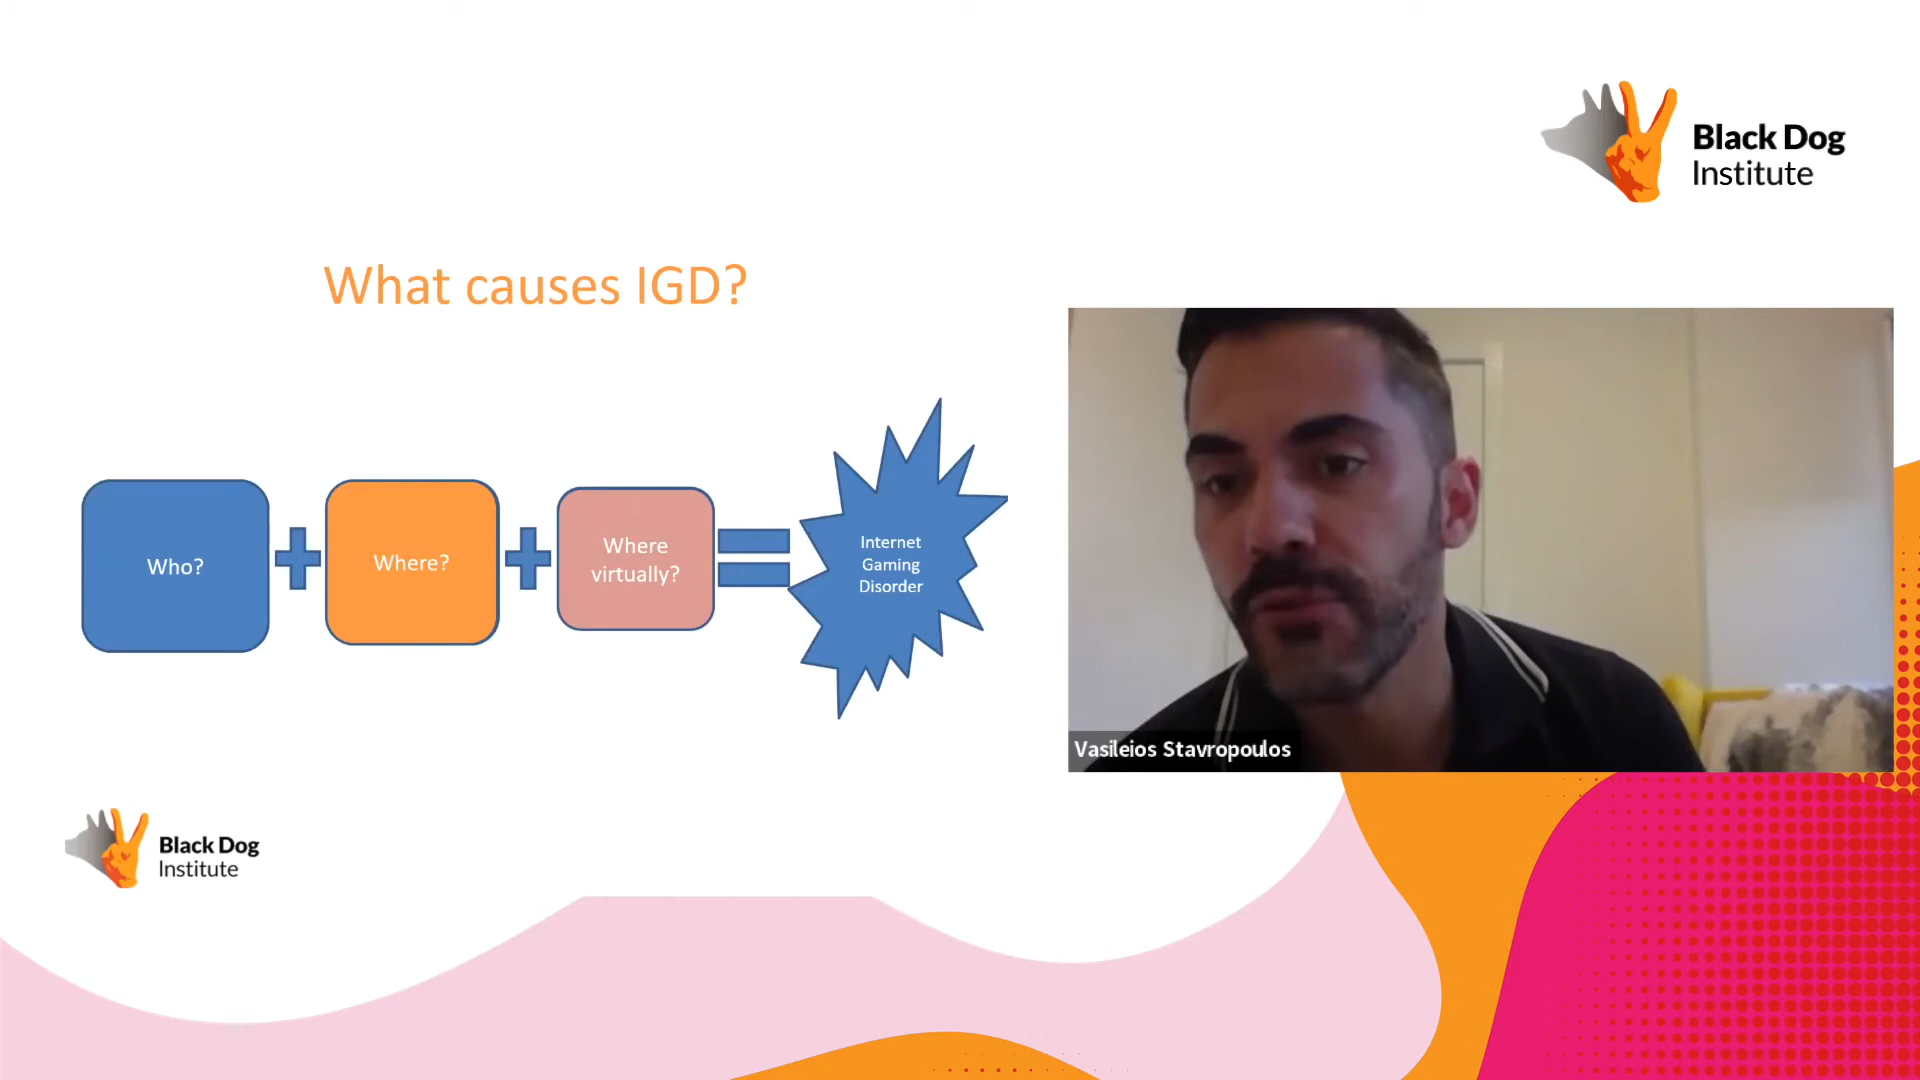 Black Dog
Institute
What causes IGD?
Who?
Where?
Where
virtually?
Internet
Gaming
Disorder
Vasileios Stavropoulos
Black Dog
Institute